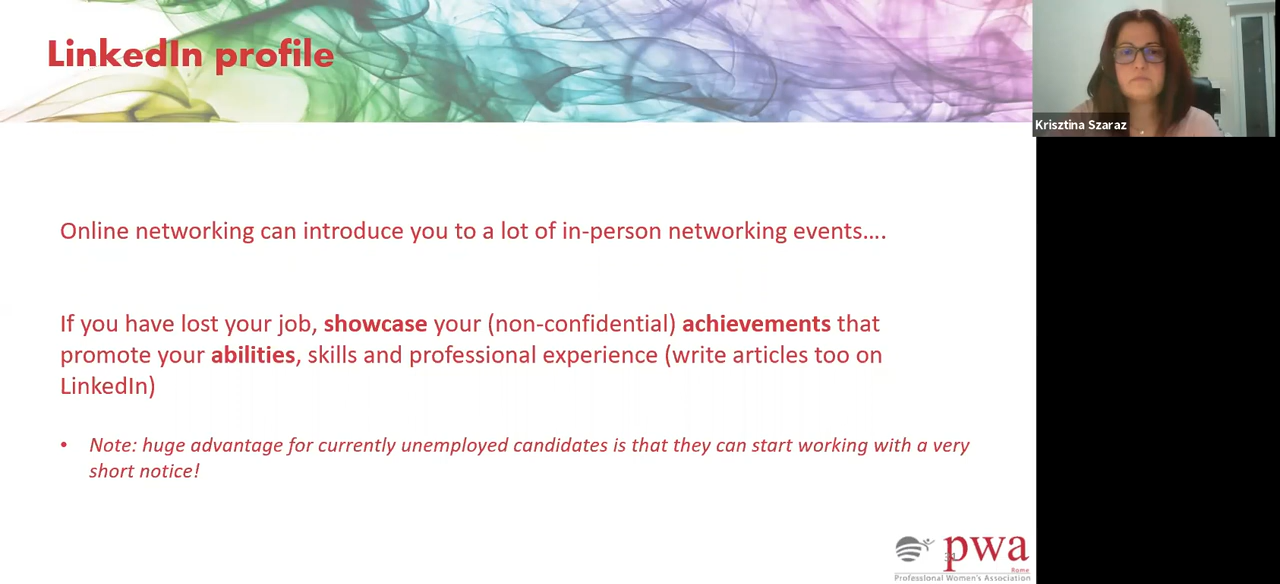 LinkedIn profile
Krisztina Szaraz
Online networking can introduce you to a lot of in-person networking events....
If you have lost your job, showcase your (non-confidential) achievements that
promote your abilities, skills and professional experience (write articles too on
LinkedIn)
• Note: huge advantage for currently unemployed candidates is that they can start working with a very
short notice!
pwa
Rome
Professional Women's Association